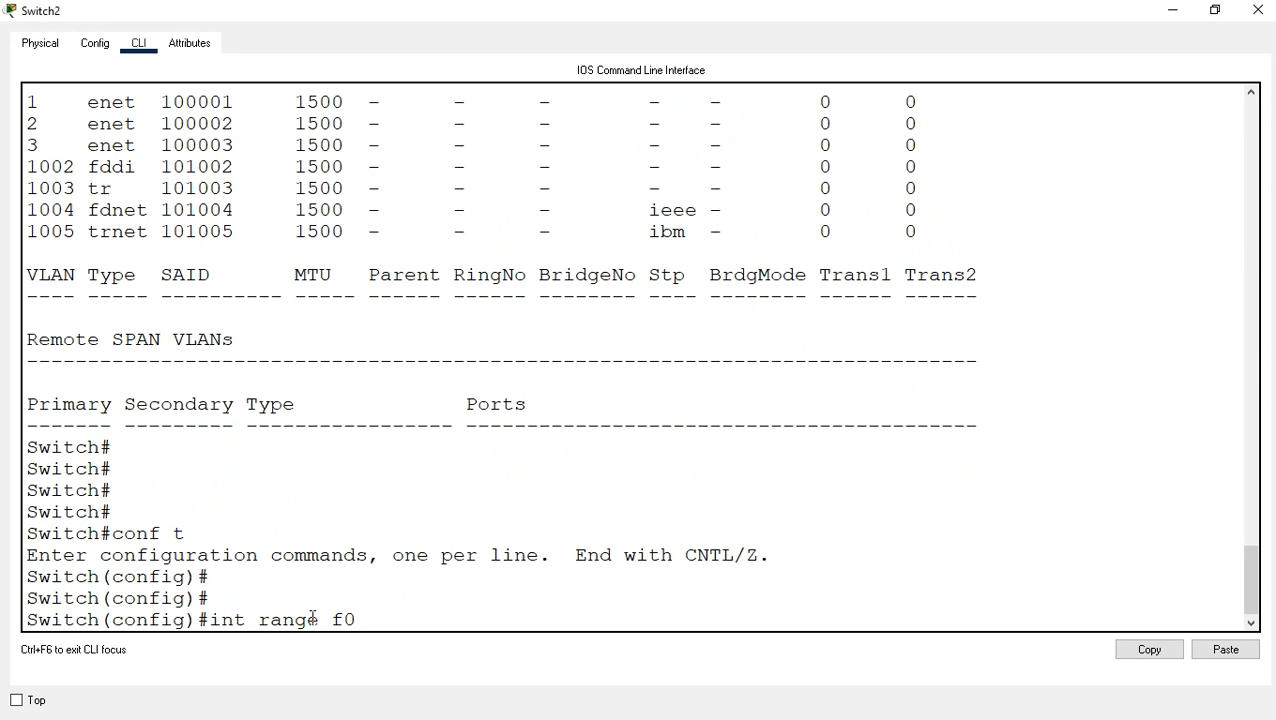 Switch2
Physical Config CLI Attributes
IOS Command Line Interface
1 enet 100001 1500 - - - - - 0 0
2 enet 100002 1500 - - - - - 0 0
3 enet 100003 1500 - - - - - 0 0
1002 fddi 101002 1500 - - - - - 0 0
1003 tr 101003 1500 - - - - - 0 0
1004 fdnet 101004 1500 - - - ieee - 0 0
1005 trnet 101005 1500 - - - ibm - 0 0
VLAN Type SAID MTU Parent RingNo BridgeNo Stp BrdgMode Trans1 Trans2
---- ----- ---------- ----- ------ ------ -------- ---- -------- ------ ------
Remote SPAN VLANs
------------------------------------------------------------------------------
Primary Secondary Type Ports
------- --------- ----------------- ------------------------------------------
Switch#
Switch#
Switch#
Switch#
Switch#conf t
Enter configuration commands, one per line. End with CNTL/Z.
Switch(config)#
Switch(config)#
Switch(config)#int range f0
Ctrl+F6 to exit CLI focus
Copy Paste
Top